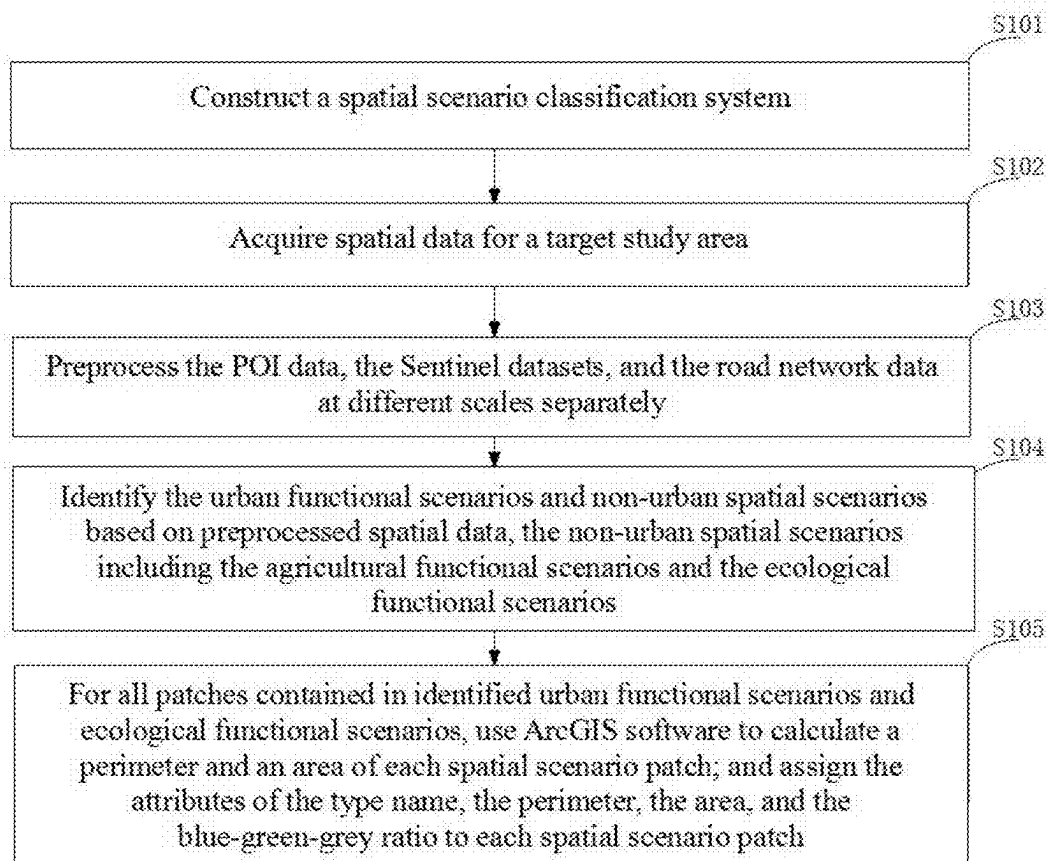 S101
Construct a spatial scenario classification system
S102
Acquire spatial data for a target study area
S103
Preprocess the POI data, the Sentinel datasets, and the road network data
at different scales separately
S104
Identify the urban functional scenarios and non-urban spatial scenarios
based on preprocessed spatial data, the non-urban spatial scenarios
including the agricultural functional scenarios and the ecological
functional scenarios
S105
For all patches contained in identified urban functional scenarios and
ecological functional scenarios, use ArcGIS software to calculate a
perimeter and an area of each spatial scenario patch; and assign the
attributes of the type name, the perimeter, the area, and the
blue-green-grey ratio to each spatial scenario patch